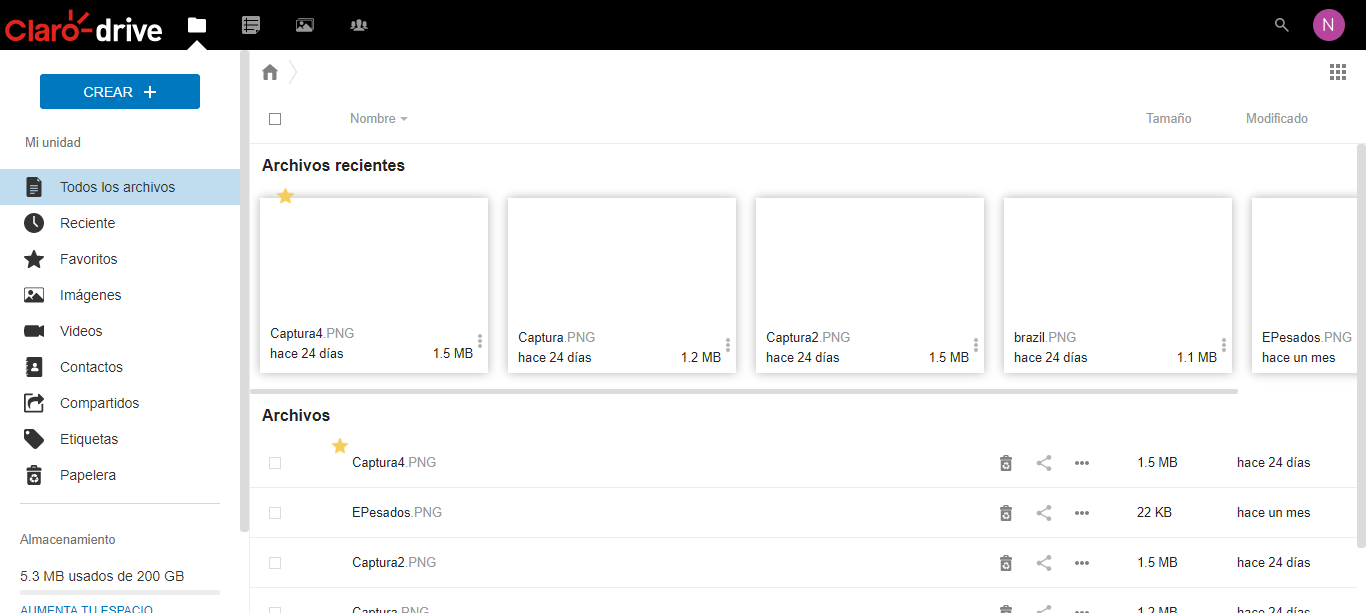 Claro drive
N
CREAR +
Mi unidad
Todos los archivos
Reciente
Favoritos
Imágenes
Videos
Contactos
Compartidos
Etiquetas
Papelera
Almacenamiento
5.3 MB usados de 200 GB
AUMENTA TU ESPACIO
Nombre Tamaño Modificado
Archivos recientes
Captura4.PNG
hace 24 días 1.5 MB
Captura.PNG
hace 24 días 1.2 MB
Captura2.PNG
hace 24 días 1.5 MB
brazil.PNG
hace 24 días 1.1 MB
EPesados.PNG
hace un mes
Archivos
Captura4.PNG 1.5 MB hace 24 días
EPesados.PNG 22 KB hace un mes
Captura2.PNG 1.5 MB hace 24 días
Captura.PNG 1.2 MB hace 24 días